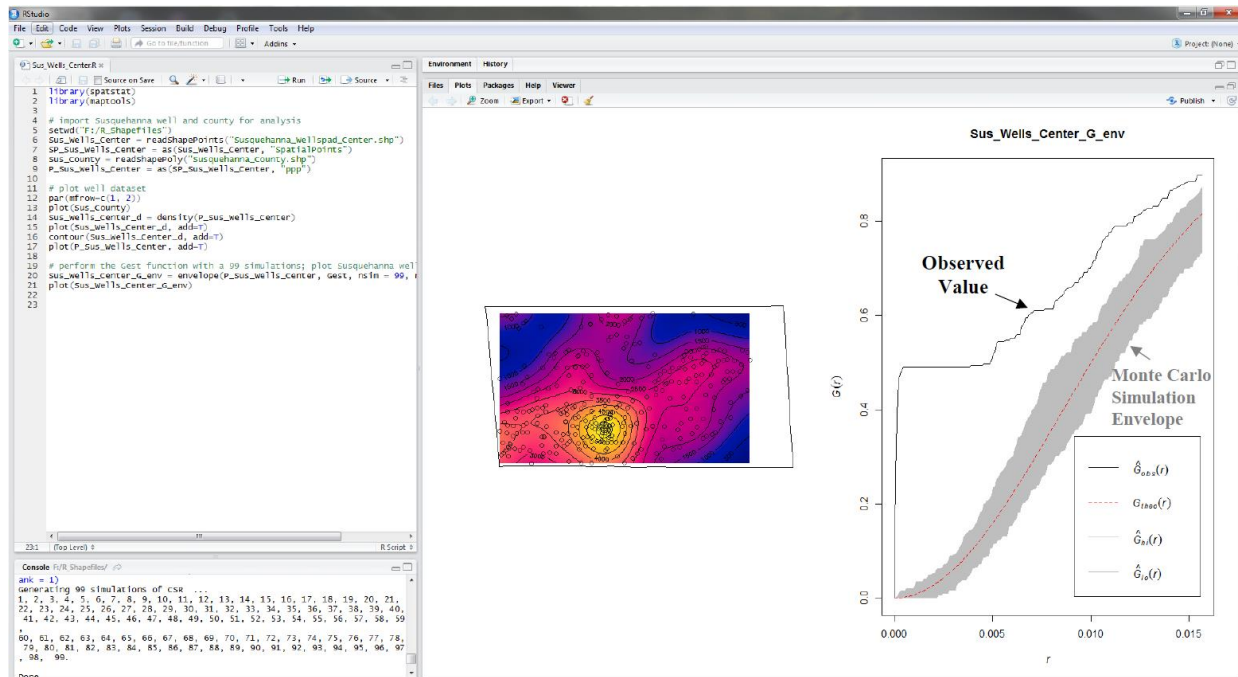 RStudio
File Edit Code View Plots Session Build Debug Profile Tools Help
Go to file/function Addins Project: (None)
Sus_Wells_Center.R
Source on Save Run Source
1 library(spatstat)
2 library(maptools)
3
4 # import Susquehanna well and county for analysis
5 setwd("F:/R_Shapefiles")
6 Sus_Wells_Center = readShapePoints("Susquehanna_Wellspad_Center.shp")
7 SP_Sus_Wells_Center = as(Sus_Wells_Center, "SpatialPoints")
8 Sus_County = readShapePoly("Susquehanna_County.shp")
9 P_Sus_Wells_Center = as(SP_Sus_Wells_Center, "ppp")
10
11 # plot well dataset
12 par(mfrow=c(1, 2))
13 plot(Sus_County)
14 Sus_Wells_Center_d = density(P_Sus_Wells_Center)
15 plot(Sus_Wells_Center_d, add=T)
16 contour(Sus_Wells_Center_d, add=T)
17 plot(P_Sus_Wells_Center, add=T)
18
19 # perform the Gest function with a 99 simulations; plot Susquehanna wel
20 Sus_Wells_Center_G_env = envelope(P_Sus_Wells_Center, Gest, nsim = 99, r
21 plot(Sus_Wells_Center_G_env)
22
23
23:1 (Top Level) R Script
Console F:/R_Shapefiles/
ank = 1)
Generating 99 simulations of CSR ...
1, 2, 3, 4, 5, 6, 7, 8, 9, 10, 11, 12, 13, 14, 15, 16, 17, 18, 19, 20, 21,
22, 23, 24, 25, 26, 27, 28, 29, 30, 31, 32, 33, 34, 35, 36, 37, 38, 39, 40,
41, 42, 43, 44, 45, 46, 47, 48, 49, 50, 51, 52, 53, 54, 55, 56, 57, 58, 59
,
60, 61, 62, 63, 64, 65, 66, 67, 68, 69, 70, 71, 72, 73, 74, 75, 76, 77, 78,
79, 80, 81, 82, 83, 84, 85, 86, 87, 88, 89, 90, 91, 92, 93, 94, 95, 96, 97
, 98, 99.
Done.
Environment History
Files Plots Packages Help Viewer
Zoom Export Publish
Sus_Wells_Center_G_env
Observed
Value
Monte Carlo
Simulation
Envelope
G(r)
0.8
0.6
0.4
0.2
0.0
Ĝobs(r)
Gtheo(r)
Ĝhi(r)
Ĝlo(r)
0.000 0.005 0.010 0.015
r